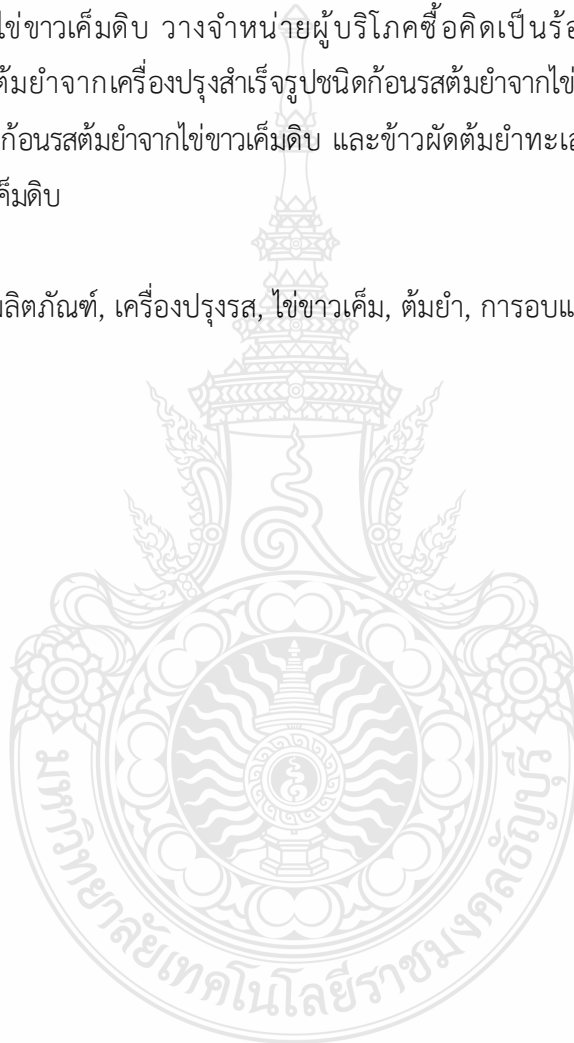 ไข่ขาวเค็มดิบ วางจำหน่ายผู้บริโภคซื้อคิดเป็นร้อ
ต้มยำจากเครื่องปรุงสำเร็จรูปชนิดก้อนรสต้มยำจากไข่
ก้อนรสต้มยำจากไข่ขาวเค็มดิบ และข้าวผัดต้มยำทะเล
ค็มดิบ
ผลิตภัณฑ์, เครื่องปรุงรส, ไข่ขาวเค็ม, ต้มยำ, การอบแ
มหาวิทยาลัยเทคโนโลยีราชมงคลธัญบุรี